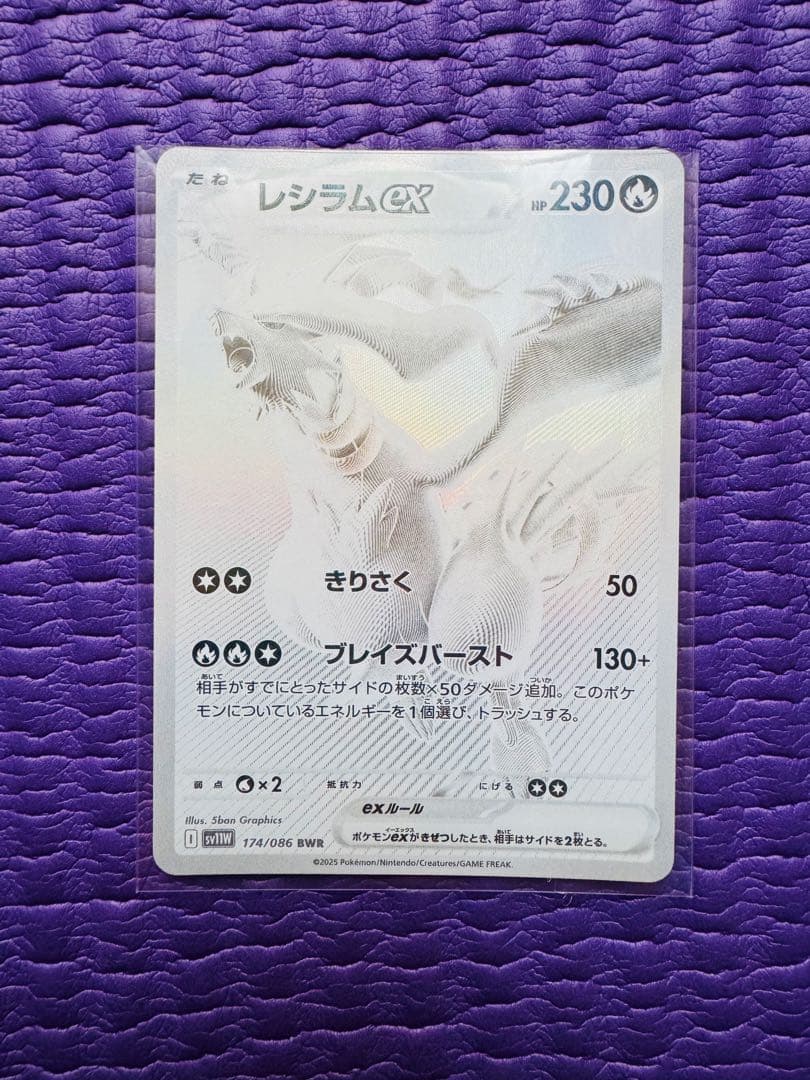 たね レシラムex HP 230
きりさく 50
ブレイズバースト 130+
相手がすでにとったサイドの枚数×50ダメージ追加。このポケ
モンについているエネルギーを1個選び、トラッシュする。
弱点 ×2 抵抗力 にげる
Illus. 5ban Graphics
exルール
I SV11W 174/086 BWR
ポケモンexがきぜつしたとき、相手はサイドを2枚とる。
©2025 Pokémon/Nintendo/Creatures/GAME FREAK.